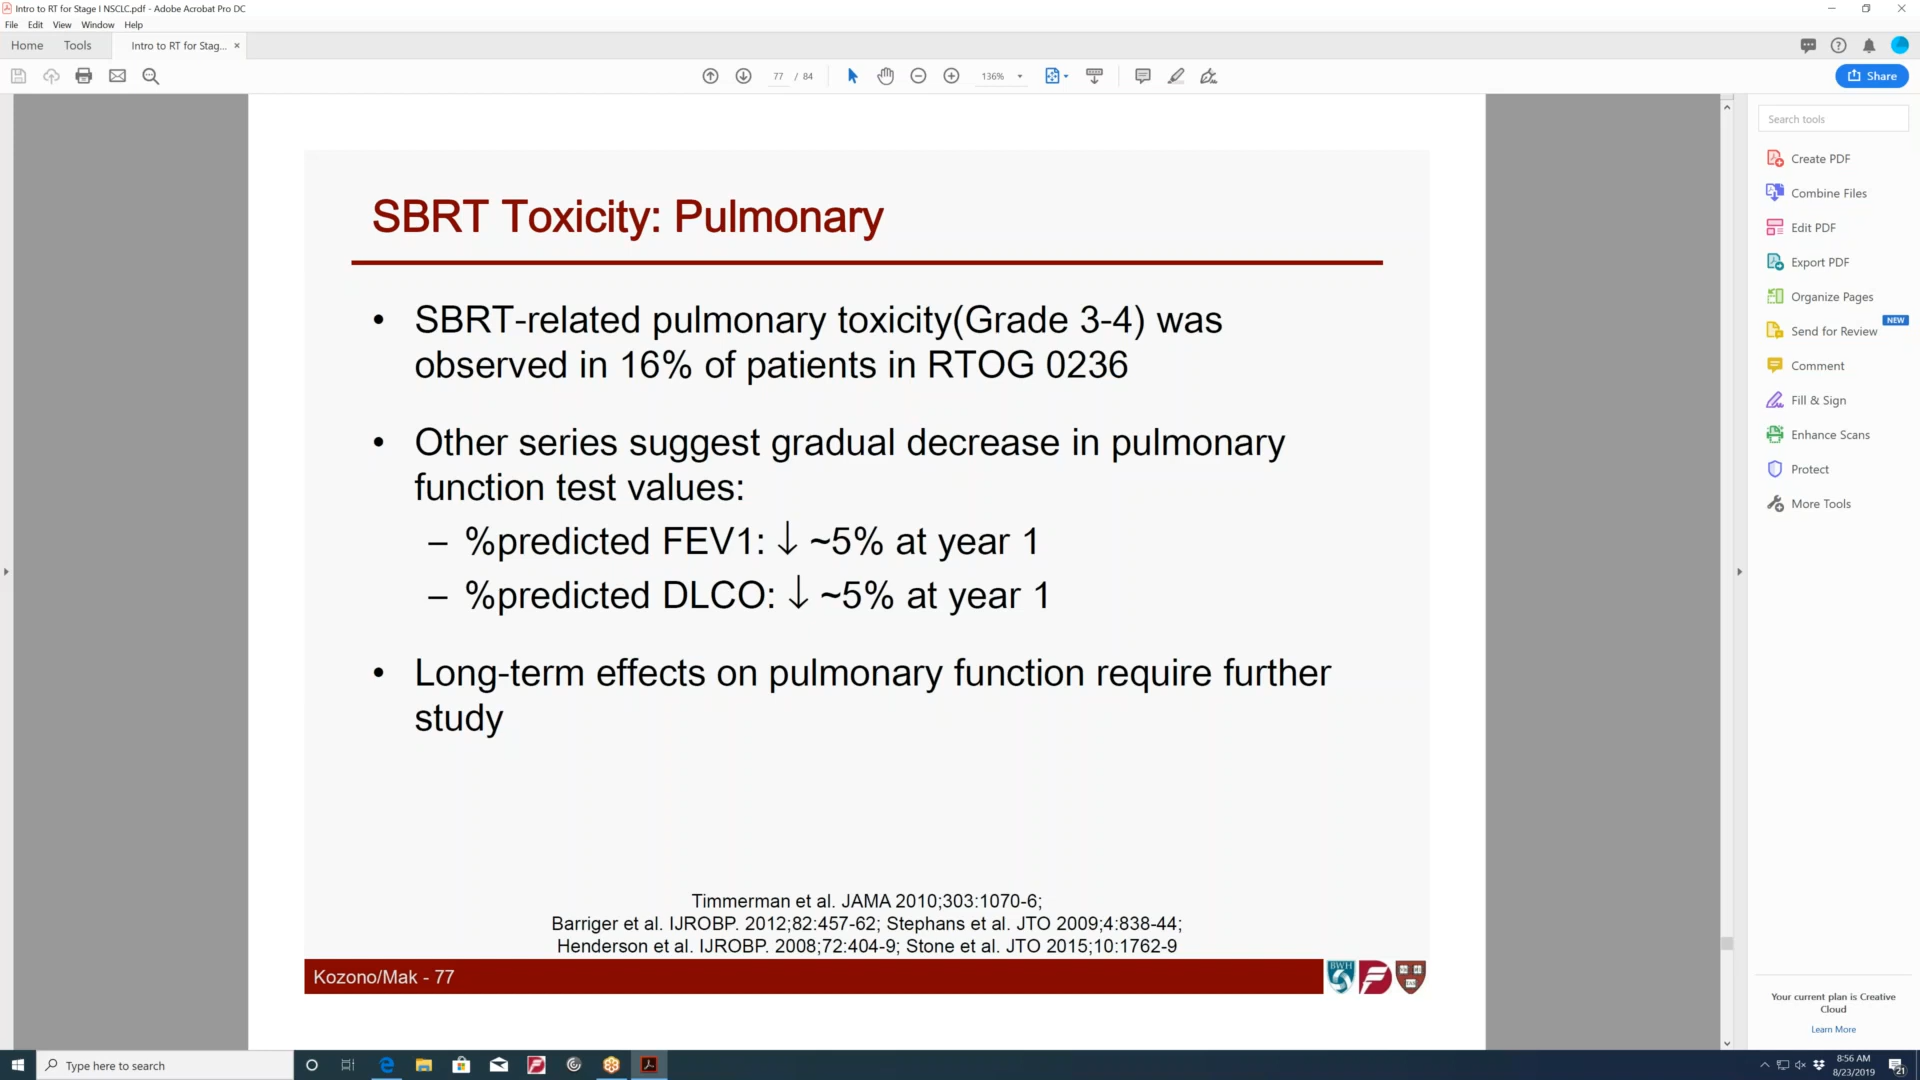 Intro to RT for Stage I NSCLC.pdf - Adobe Acrobat Pro DC
File Edit View Window Help
Home Tools Intro to RT for Stag... ×
77 / 84 136% Share
Search tools
Create PDF
Combine Files
Edit PDF
Export PDF
Organize Pages
Send for Review NEW
Comment
Fill & Sign
Enhance Scans
Protect
More Tools
SBRT Toxicity: Pulmonary
• SBRT-related pulmonary toxicity(Grade 3-4) was
observed in 16% of patients in RTOG 0236
• Other series suggest gradual decrease in pulmonary
function test values:
– %predicted FEV1: ↓ ~5% at year 1
– %predicted DLCO: ↓ ~5% at year 1
• Long-term effects on pulmonary function require further
study
Timmerman et al. JAMA 2010;303:1070-6;
Barriger et al. IJROBP. 2012;82:457-62; Stephans et al. JTO 2009;4:838-44;
Henderson et al. IJROBP. 2008;72:404-9; Stone et al. JTO 2015;10:1762-9
Kozono/Mak - 77
BWH
Your current plan is Creative
Cloud
Learn More
Type here to search
8:56 AM
8/23/2019
21